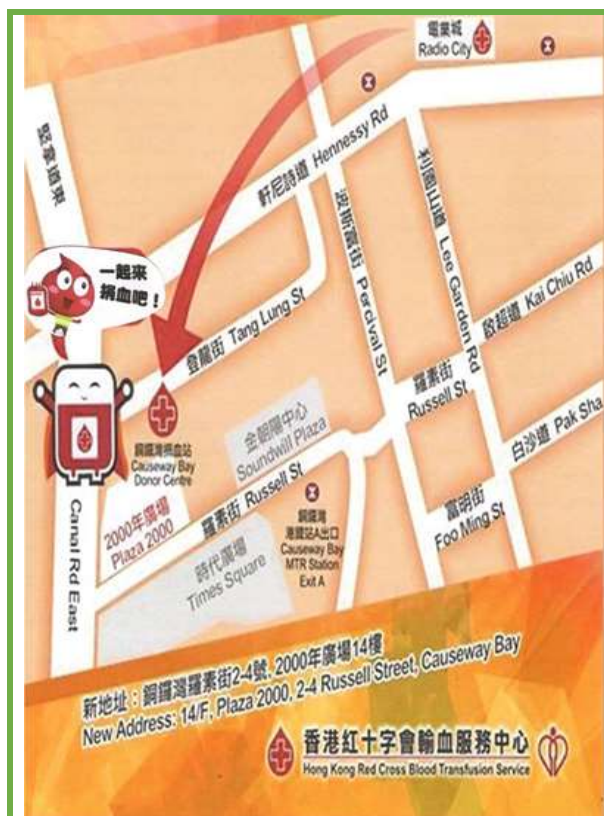 電業城
Radio City
堅拿道東
軒尼詩道 Hennessy Rd
利園山道 Lee Garden Rd
波斯富街 Percival St
一起來
捐血吧！
登龍街 Tang Lung St
啟超道 Kai Chiu Rd
羅素街
Russell St
金朝陽中心
Soundwill Plaza
銅鑼灣捐血站
Causeway Bay
Donor Centre
白沙道 Pak Sha
2000年廣場
Plaza 2000
羅素街 Russell St
銅鑼灣
港鐵站A出口
Causeway Bay
MTR Station
Exit A
富明街
Foo Ming St
時代廣場
Times Square
Canal Rd East
新地址：銅鑼灣羅素街2-4號, 2000年廣場14樓
New Address: 14/F, Plaza 2000, 2-4 Russell Street, Causeway Bay
香港紅十字會輸血服務中心
Hong Kong Red Cross Blood Transfusion Service